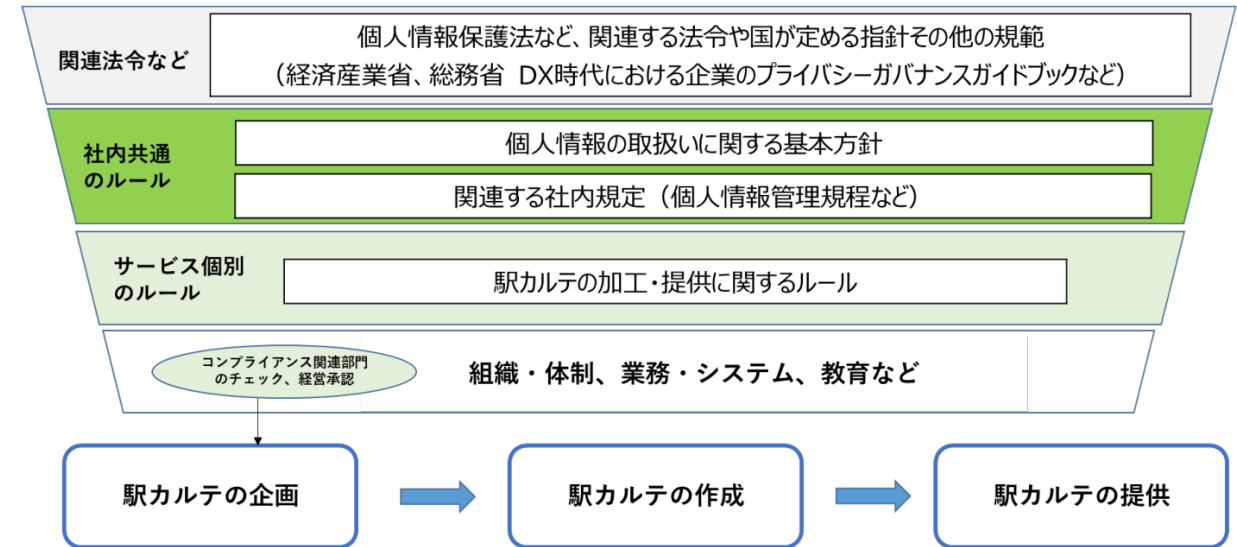 関連法令など
個人情報保護法など、関連する法令や国が定める指針その他の規範
（経済産業省、総務省 DX時代における企業のプライバシーガバナンスガイドブックなど）
社内共通
のルール
個人情報の取扱いに関する基本方針
関連する社内規定（個人情報管理規程など）
サービス個別
のルール
駅カルテの加工・提供に関するルール
コンプライアンス関連部門
のチェック、経営承認
組織・体制、業務・システム、教育など
駅カルテの企画
駅カルテの作成
駅カルテの提供